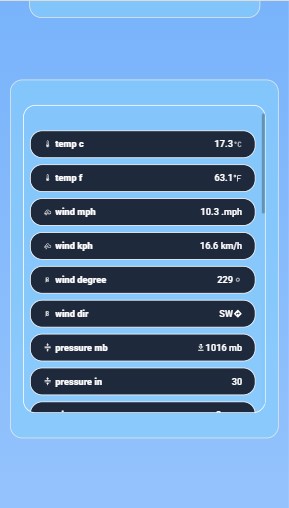 temp c 17.3°C
temp f 63.1°F
wind mph 10.3 .mph
wind kph 16.6 km/h
wind degree 229 °
wind dir SW
pressure mb 1016 mb
pressure in 30